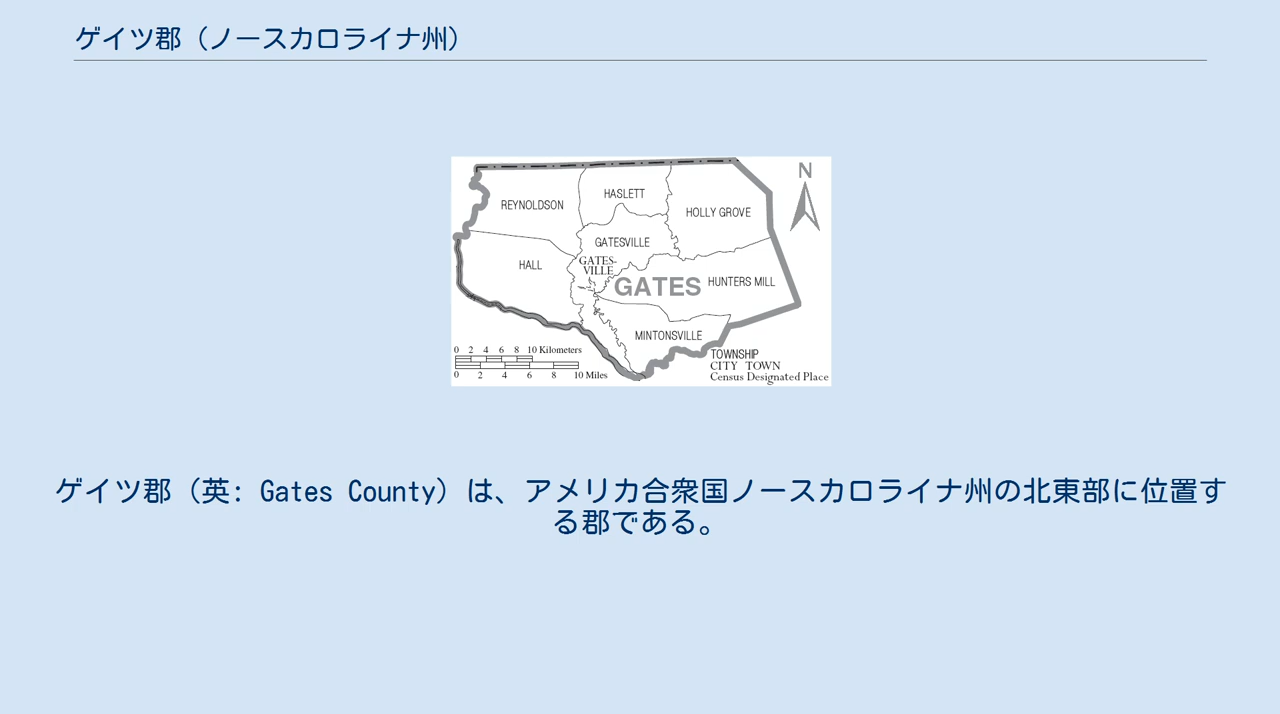 ゲイツ郡（ノースカロライナ州）
N
HASLETT
REYNOLDSON
HOLLY GROVE
GATESVILLE
HALL
GATES-
VILLE
GATES
HUNTERS MILL
MINTONSVILLE
0 2 4 6 8 10 Kilometers
0 2 4 6 8 10 Miles
TOWNSHIP
CITY TOWN
Census Designated Place
ゲイツ郡（英: Gates County）は、アメリカ合衆国ノースカロライナ州の北東部に位置す
る郡である。